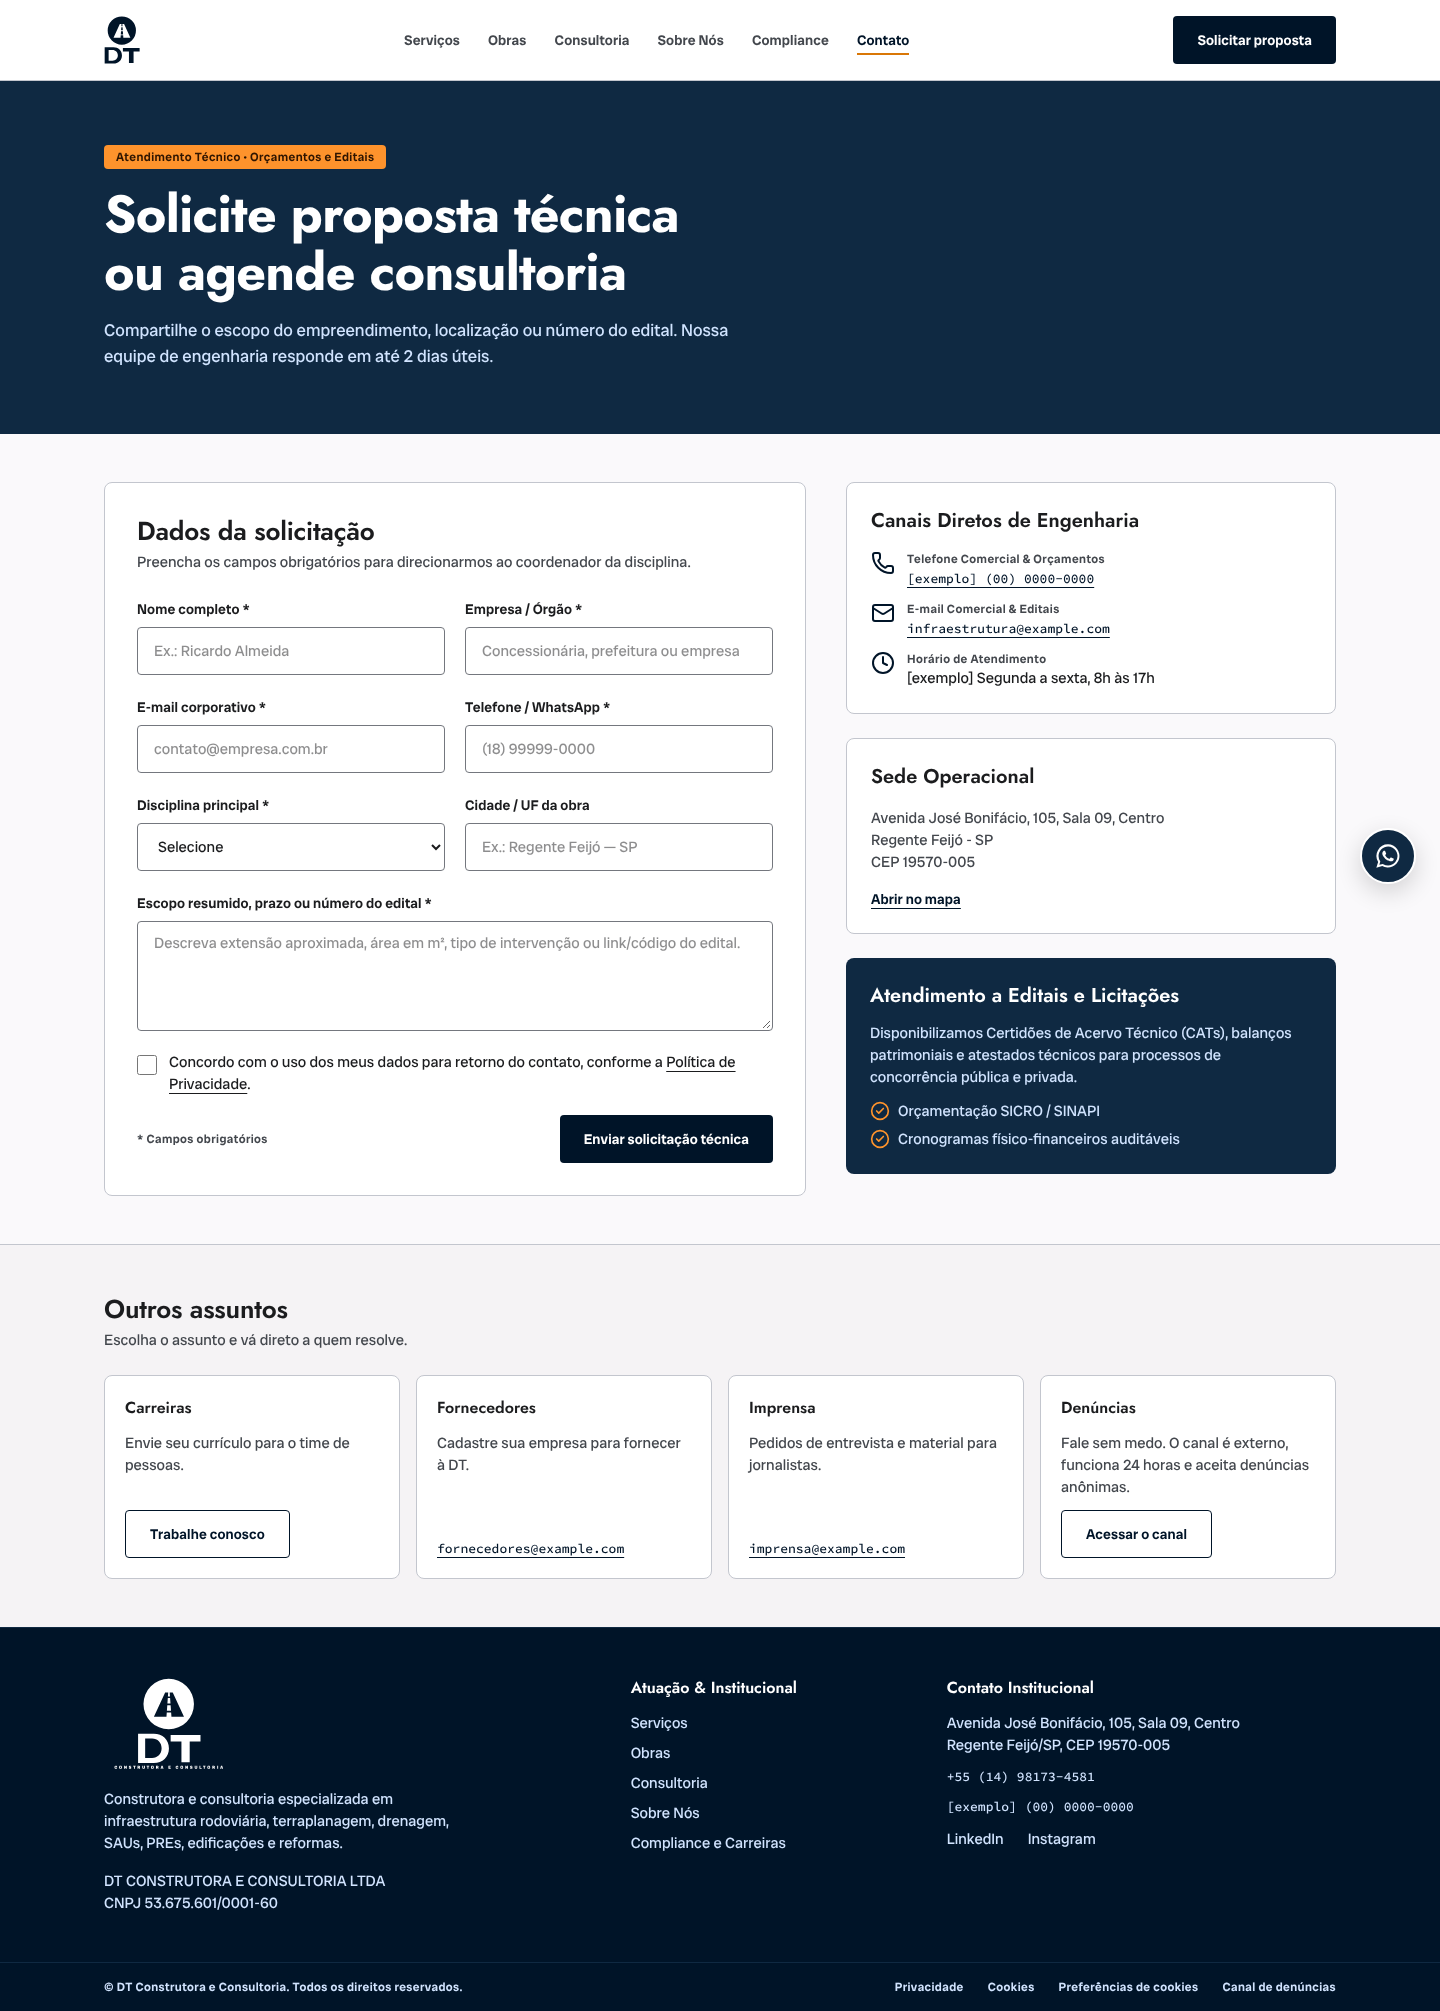 DT
Serviços
Obras
Consultoria
Sobre Nós
Compliance
Contato
Solicitar proposta
Atendimento Técnico • Orçamentos e Editais
Solicite proposta técnica
ou agende consultoria
Compartilhe o escopo do empreendimento, localização ou número do edital. Nossa
equipe de engenharia responde em até 2 dias úteis.
Dados da solicitação
Preencha os campos obrigatórios para direcionarmos ao coordenador da disciplina.
Nome completo *
Ex.: Ricardo Almeida
Empresa / Órgão *
Concessionária, prefeitura ou empresa
E-mail corporativo *
contato@empresa.com.br
Telefone / WhatsApp *
(18) 99999-0000
Disciplina principal *
Selecione
Cidade / UF da obra
Ex.: Regente Feijó — SP
Escopo resumido, prazo ou número do edital *
Descreva extensão aproximada, área em m², tipo de intervenção ou link/código do edital.
Concordo com o uso dos meus dados para retorno do contato, conforme a Política de
Privacidade.
* Campos obrigatórios
Enviar solicitação técnica
Canais Diretos de Engenharia
Telefone Comercial & Orçamentos
[exemplo] (00) 0000-0000
E-mail Comercial & Editais
infraestrutura@example.com
Horário de Atendimento
[exemplo] Segunda a sexta, 8h às 17h
Sede Operacional
Avenida José Bonifácio, 105, Sala 09, Centro
Regente Feijó - SP
CEP 19570-005
Abrir no mapa
Atendimento a Editais e Licitações
Disponibilizamos Certidões de Acervo Técnico (CATs), balanços
patrimoniais e atestados técnicos para processos de
concorrência pública e privada.
Orçamentação SICRO / SINAPI
Cronogramas físico-financeiros auditáveis
Outros assuntos
Escolha o assunto e vá direto a quem resolve.
Carreiras
Envie seu currículo para o time de
pessoas.
Trabalhe conosco
Fornecedores
Cadastre sua empresa para fornecer
à DT.
fornecedores@example.com
Imprensa
Pedidos de entrevista e material para
jornalistas.
imprensa@example.com
Denúncias
Fale sem medo. O canal é externo,
funciona 24 horas e aceita denúncias
anônimas.
Acessar o canal
DT
CONSTRUTORA E CONSULTORIA
Construtora e consultoria especializada em
infraestrutura rodoviária, terraplanagem, drenagem,
SAUs, PREs, edificações e reformas.
DT CONSTRUTORA E CONSULTORIA LTDA
CNPJ 53.675.601/0001-60
Atuação & Institucional
Serviços
Obras
Consultoria
Sobre Nós
Compliance e Carreiras
Contato Institucional
Avenida José Bonifácio, 105, Sala 09, Centro
Regente Feijó/SP, CEP 19570-005
+55 (14) 98173-4581
[exemplo] (00) 0000-0000
LinkedIn
Instagram
© DT Construtora e Consultoria. Todos os direitos reservados.
Privacidade
Cookies
Preferências de cookies
Canal de denúncias